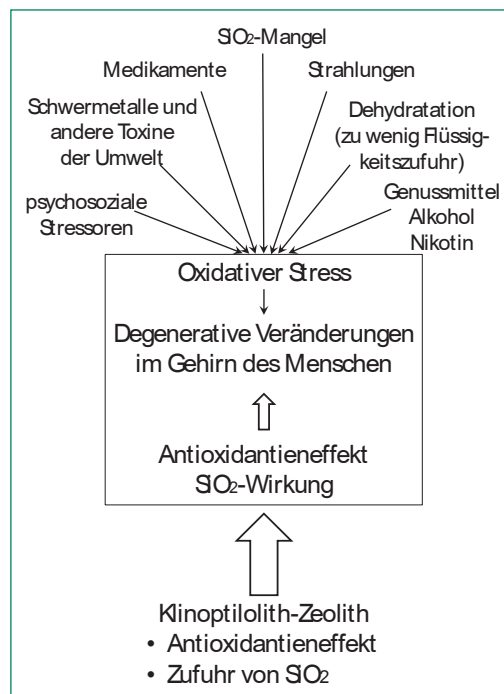 SiO₂-Mangel
Medikamente
Strahlungen
Schwermetalle und
andere Toxine
der Umwelt
Dehydratation
(zu wenig Flüssig-
keitszufuhr)
psychosoziale
Stressoren
Genussmittel
Alkohol
Nikotin
Oxidativer Stress
Degenerative Veränderungen
im Gehirn des Menschen
Antioxidantieneffekt
SiO₂-Wirkung
Klinoptilolith-Zeolith
• Antioxidantieneffekt
• Zufuhr von SiO₂